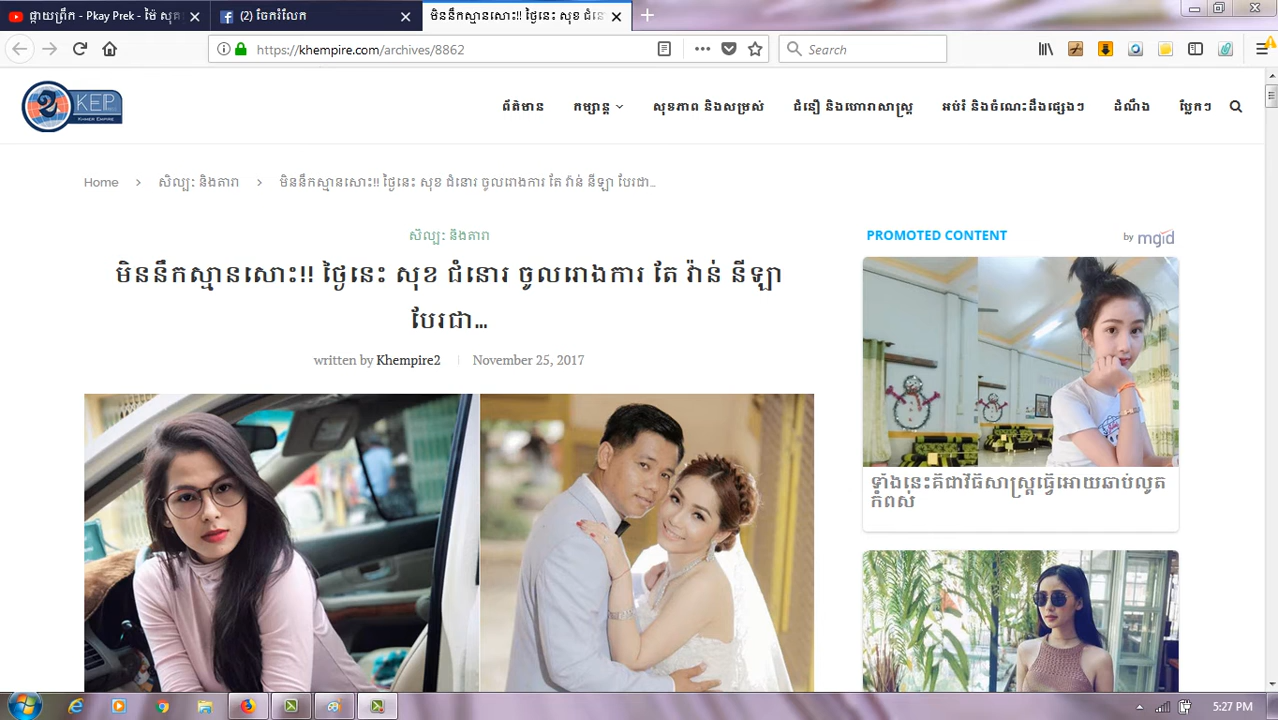 ផ្កាយព្រឹក - Pkay Prek - ម៉ៃ សុគ
(2) ចែករំលែក
មិននឹកស្មានសោះ!! ថ្ងៃនេះ សុខ ជំនេ
https://khempire.com/archives/8862
Search
KEP
KHMER EMPIRE
ព័ត៌មាន
កម្សាន្ត
សុខភាព និងសម្រស់
ជំនឿ និងហោរាសាស្ត្រ
អប់រំ និងចំណេះដឹងផ្សេងៗ
ដំណឹង
ប្លែកៗ
Home > សិល្បៈ និងតារា > មិននឹកស្មានសោះ!! ថ្ងៃនេះ សុខ ជំនោរ ចូលរោងការ តែ វ៉ាន់ នីឡា បែរជា…
សិល្បៈ និងតារា
មិននឹកស្មានសោះ!! ថ្ងៃនេះ សុខ ជំនោរ ចូលរោងការ តែ វ៉ាន់ នីឡា
បែរជា…
written by Khempire2 | November 25, 2017
PROMOTED CONTENT
by mgid
ទាំងនេះគឺជាវិធីសាស្ត្រធ្វើអោយឆាប់លូត
កំពស់
5:27 PM